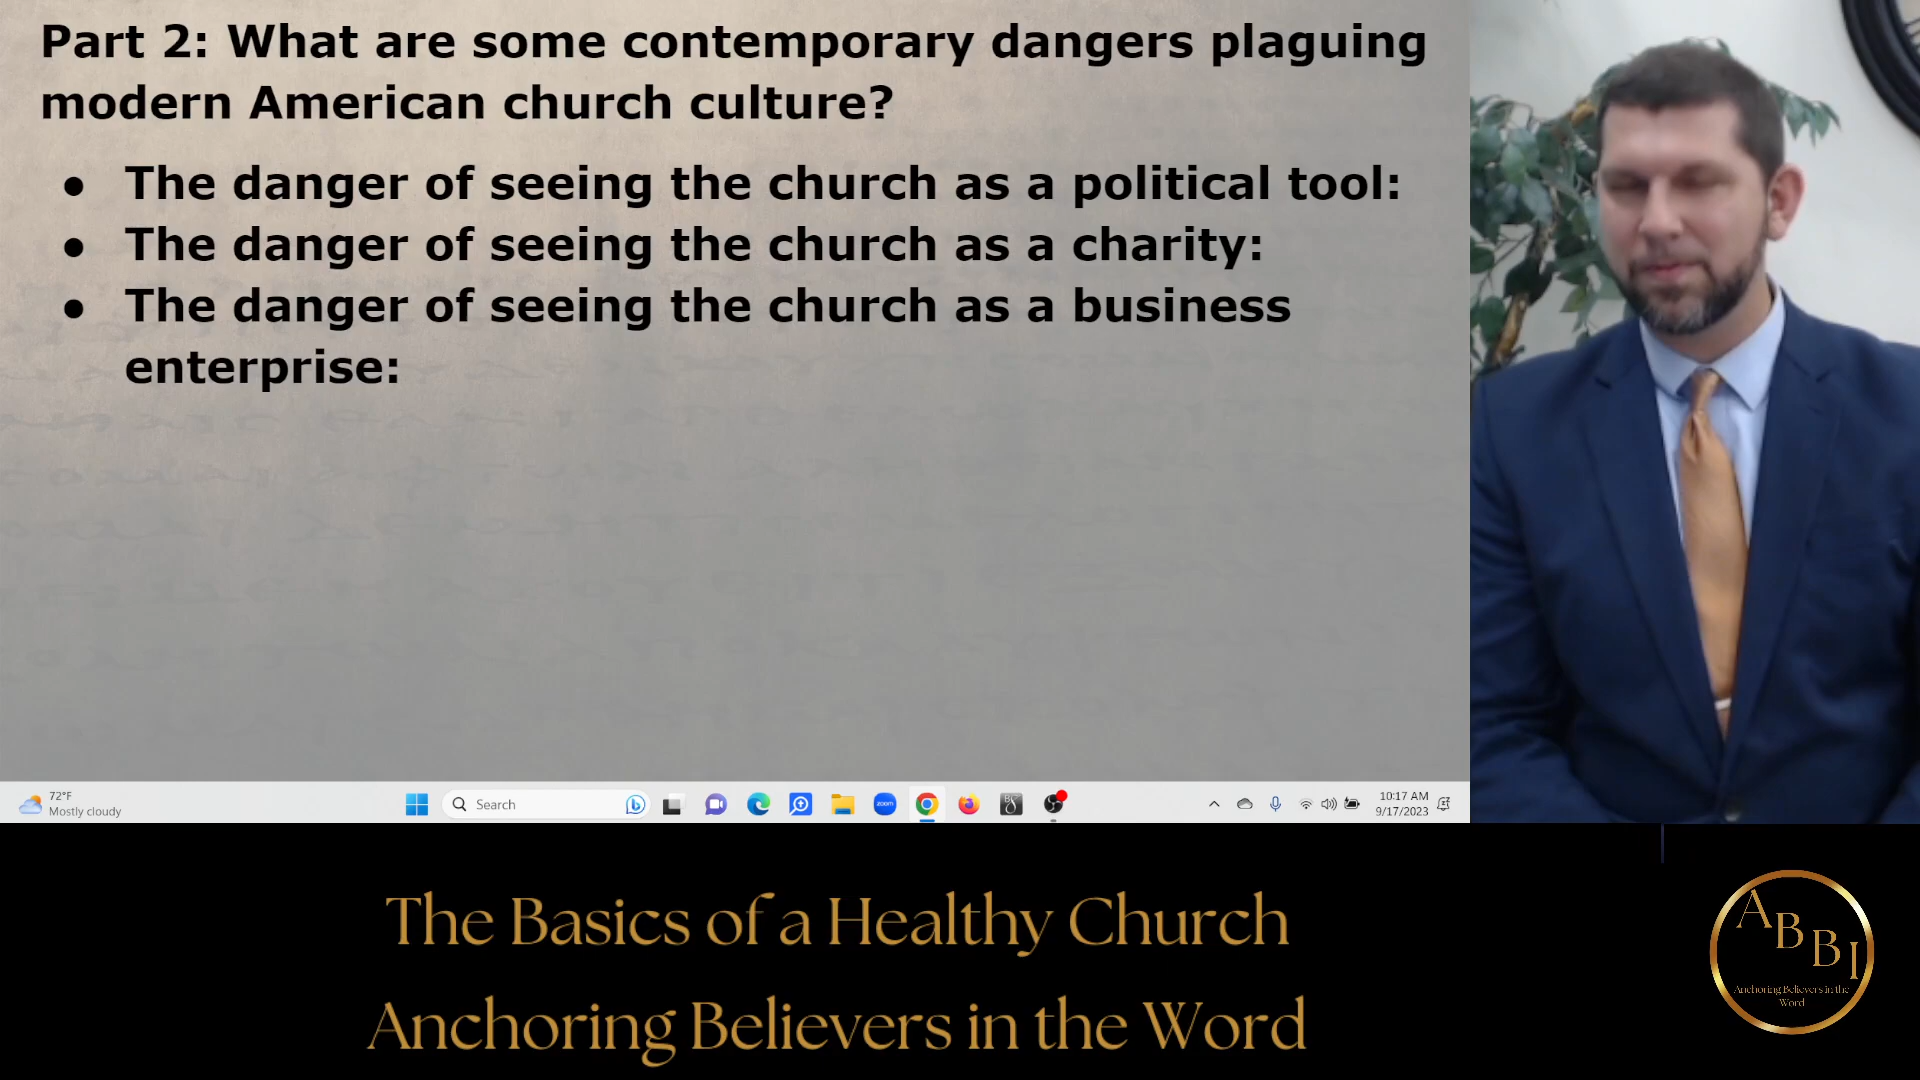 Part 2: What are some contemporary dangers plaguing
modern American church culture?
● The danger of seeing the church as a political tool:
● The danger of seeing the church as a charity:
● The danger of seeing the church as a business
enterprise:
72°F
Mostly cloudy
Search
zoom
10:17 AM
9/17/2023
The Basics of a Healthy Church
Anchoring Believers in the Word
A B B I
Anchoring Believers in the
Word